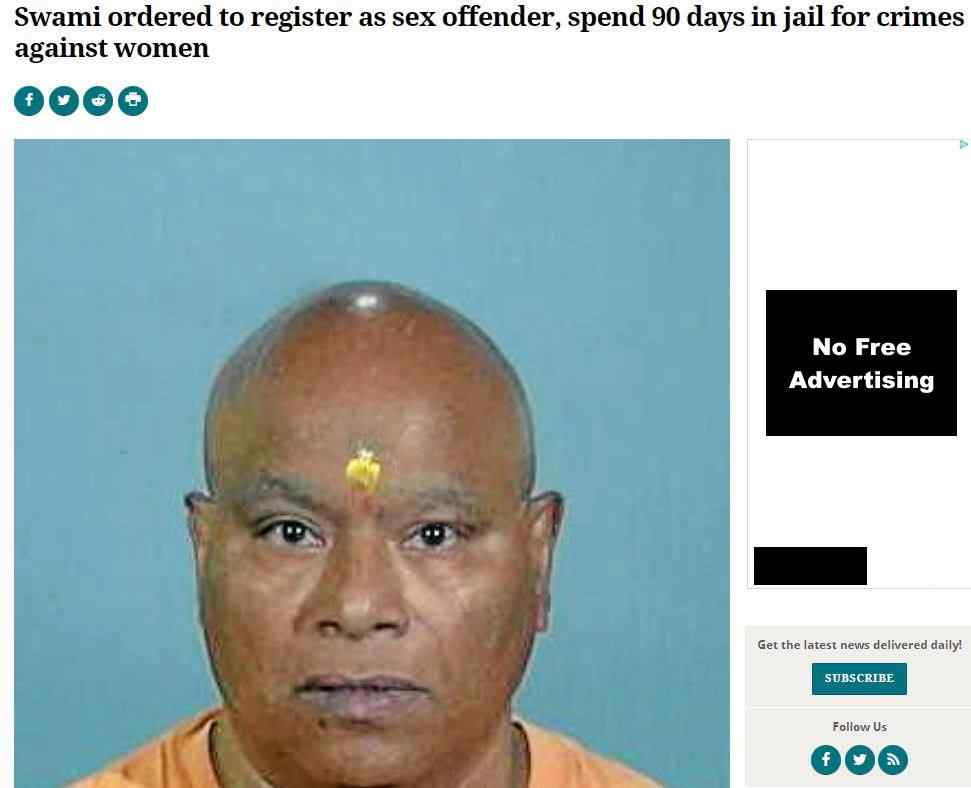 Swami ordered to register as sex offender, spend 90 days in jail for crimes
against women
No Free
Advertising
Get the latest news delivered daily!
SUBSCRIBE
Follow Us